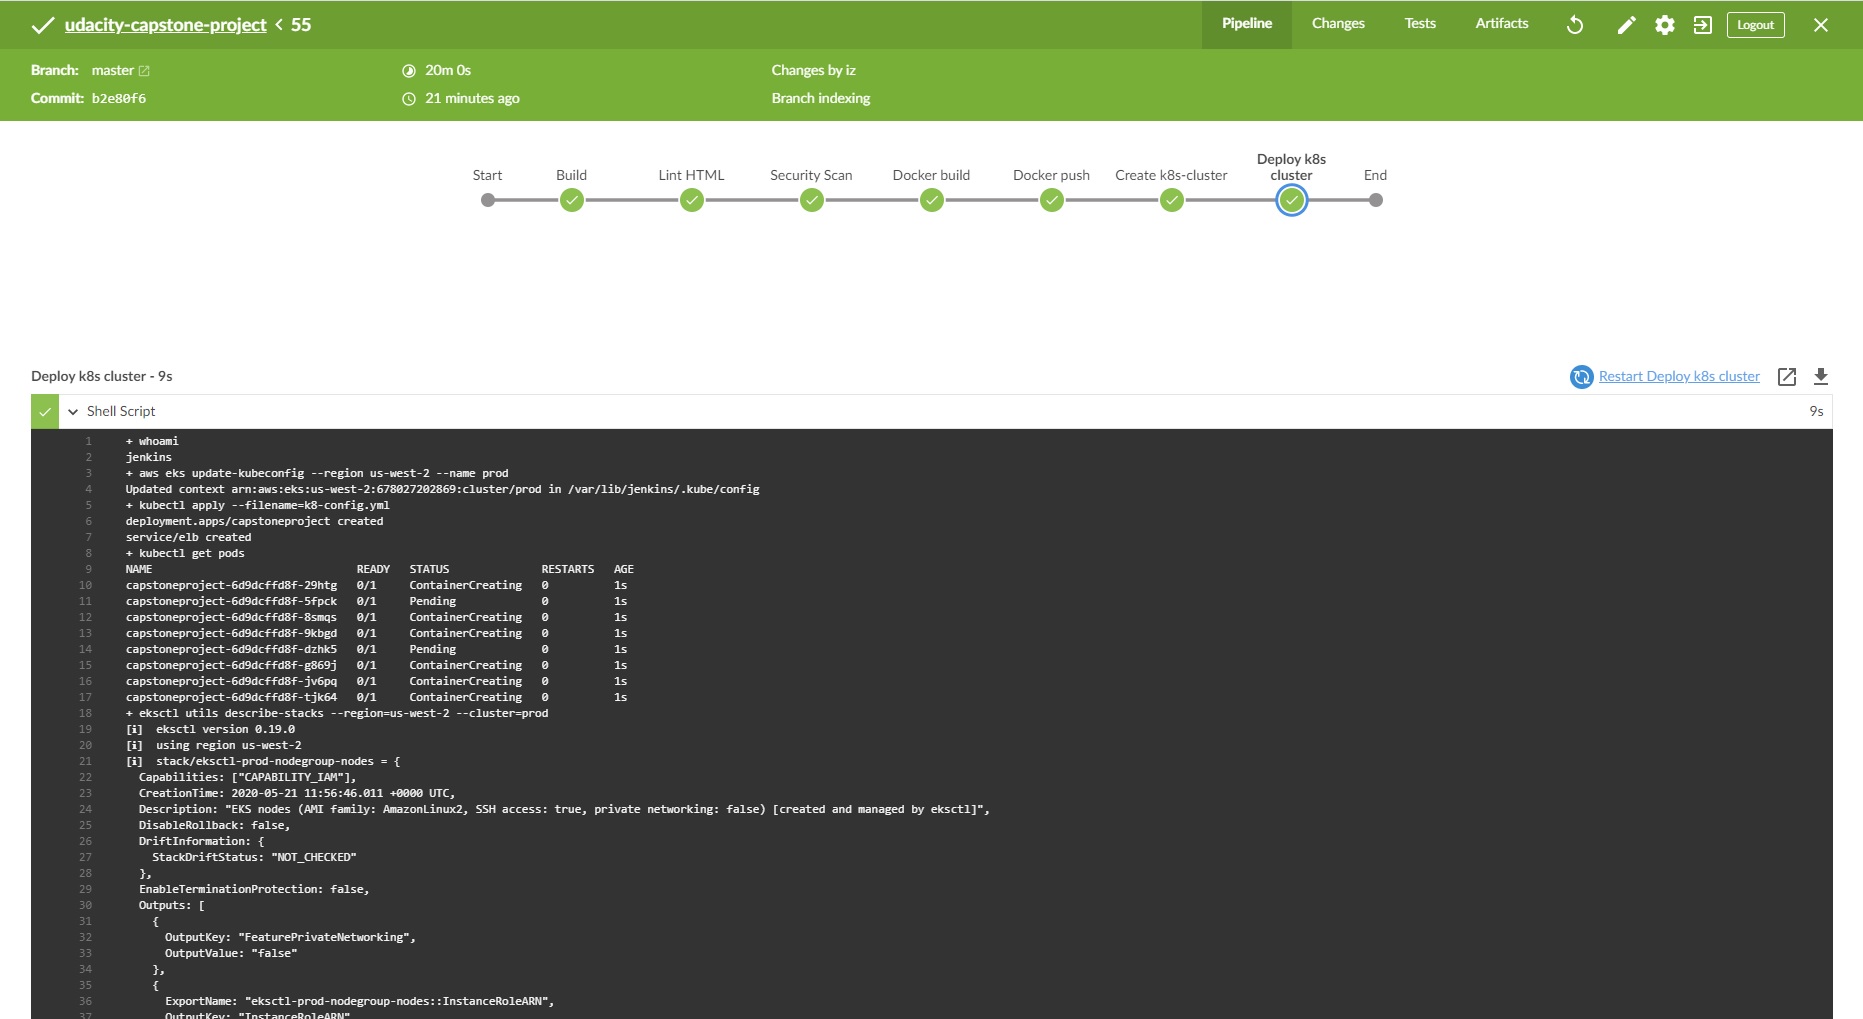 udacity-capstone-project < 55
Pipeline Changes Tests Artifacts Logout
Branch: master 20m 0s Changes by iz
Commit: b2e80f6 21 minutes ago Branch indexing
Start Build Lint HTML Security Scan Docker build Docker push Create k8s-cluster Deploy k8s cluster End
Deploy k8s cluster - 9s Restart Deploy k8s cluster
Shell Script 9s
1 + whoami
2 jenkins
3 + aws eks update-kubeconfig --region us-west-2 --name prod
4 Updated context arn:aws:eks:us-west-2:678027202869:cluster/prod in /var/lib/jenkins/.kube/config
5 + kubectl apply --filename=k8-config.yml
6 deployment.apps/capstoneproject created
7 service/elb created
8 + kubectl get pods
9 NAME READY STATUS RESTARTS AGE
10 capstoneproject-6d9dcffd8f-29htg 0/1 ContainerCreating 0 1s
11 capstoneproject-6d9dcffd8f-5fpck 0/1 Pending 0 1s
12 capstoneproject-6d9dcffd8f-8smqs 0/1 ContainerCreating 0 1s
13 capstoneproject-6d9dcffd8f-9kbgd 0/1 ContainerCreating 0 1s
14 capstoneproject-6d9dcffd8f-dzhk5 0/1 Pending 0 1s
15 capstoneproject-6d9dcffd8f-g869j 0/1 ContainerCreating 0 1s
16 capstoneproject-6d9dcffd8f-jv6pq 0/1 ContainerCreating 0 1s
17 capstoneproject-6d9dcffd8f-tjk64 0/1 ContainerCreating 0 1s
18 + eksctl utils describe-stacks --region=us-west-2 --cluster=prod
19 [i] eksctl version 0.19.0
20 [i] using region us-west-2
21 [i] stack/eksctl-prod-nodegroup-nodes = {
22 Capabilities: ["CAPABILITY_IAM"],
23 CreationTime: 2020-05-21 11:56:46.011 +0000 UTC,
24 Description: "EKS nodes (AMI family: AmazonLinux2, SSH access: true, private networking: false) [created and managed by eksctl]",
25 DisableRollback: false,
26 DriftInformation: {
27 StackDriftStatus: "NOT_CHECKED"
28 },
29 EnableTerminationProtection: false,
30 Outputs: [
31 {
32 OutputKey: "FeaturePrivateNetworking",
33 OutputValue: "false"
34 },
35 {
36 ExportName: "eksctl-prod-nodegroup-nodes::InstanceRoleARN",
37 OutputKey: "InstanceRoleARN"